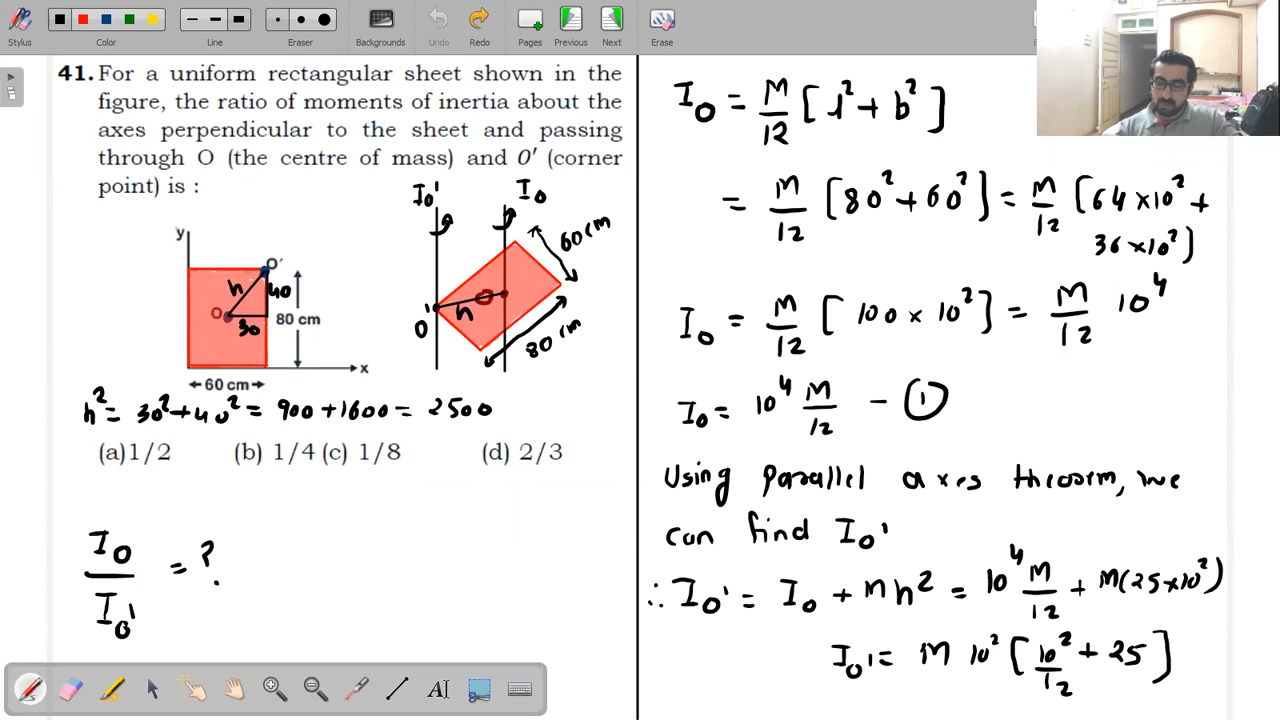 Stylus
Color
Line
Eraser
Backgrounds
Undo
Redo
Pages
Previous
Next
Erase
41. For a uniform rectangular sheet shown in the
figure, the ratio of moments of inertia about the
axes perpendicular to the sheet and passing
through O (the centre of mass) and O′ (corner
point) is :
y
O′
h
40
O
30
80 cm
x
60 cm
I₀' I₀
60cm
O
O' h
80 cm
h² = 30² + 40² = 900 + 1600 = 2500
(a)1/2 (b) 1/4 (c) 1/8 (d) 2/3
I₀ / I₀' = ?
I₀ = M/12 [l² + b²]
= M/12 [80² + 60²] = M/12 [64 × 10² +
36 × 10²]
I₀ = M/12 [100 × 10²] = M/12 10⁴
I₀ = 10⁴ M/12 – ①
Using parallel axes theorem, we
can find I₀'
∴ I₀' = I₀ + Mh² = 10⁴ M/12 + M(25×10²)
I₀' = M 10² [10²/12 + 25]
AI